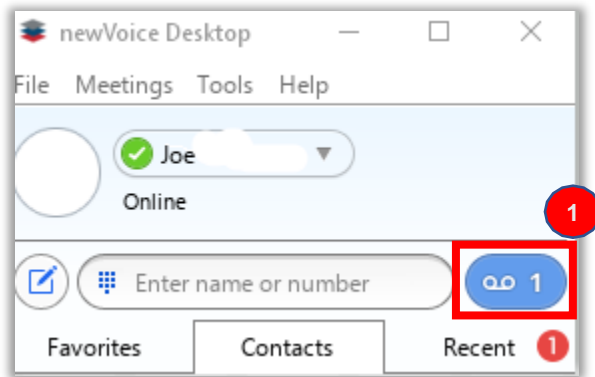 newVoice Desktop
File Meetings Tools Help
Joe
Online
1
Enter name or number
1
Favorites Contacts Recent 1